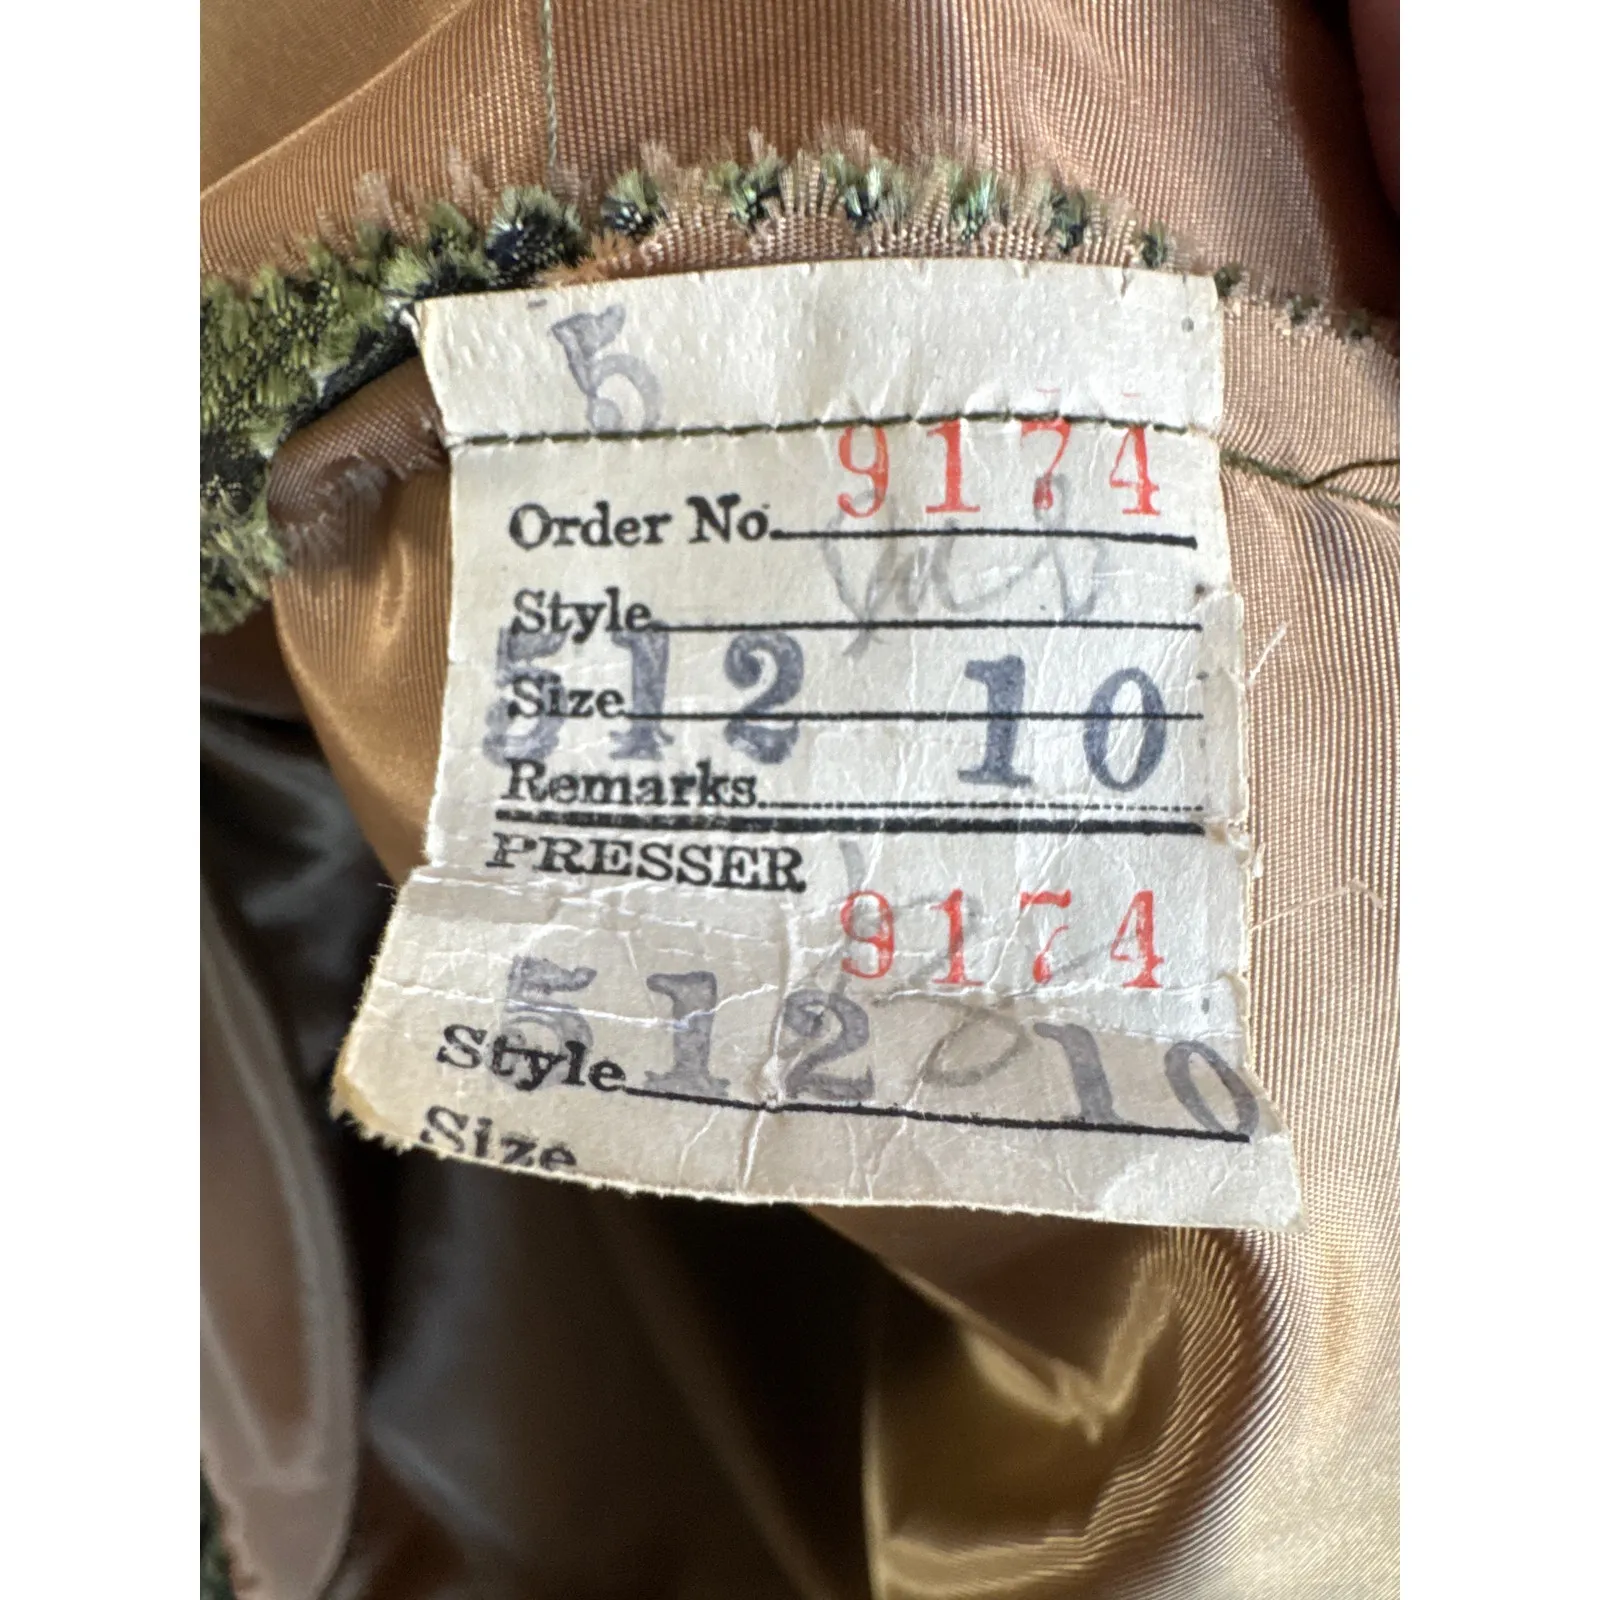 5
9174
Order No.
Style
512 10
Size
Remarks
PRESSER
9174
512 10
Style
Size